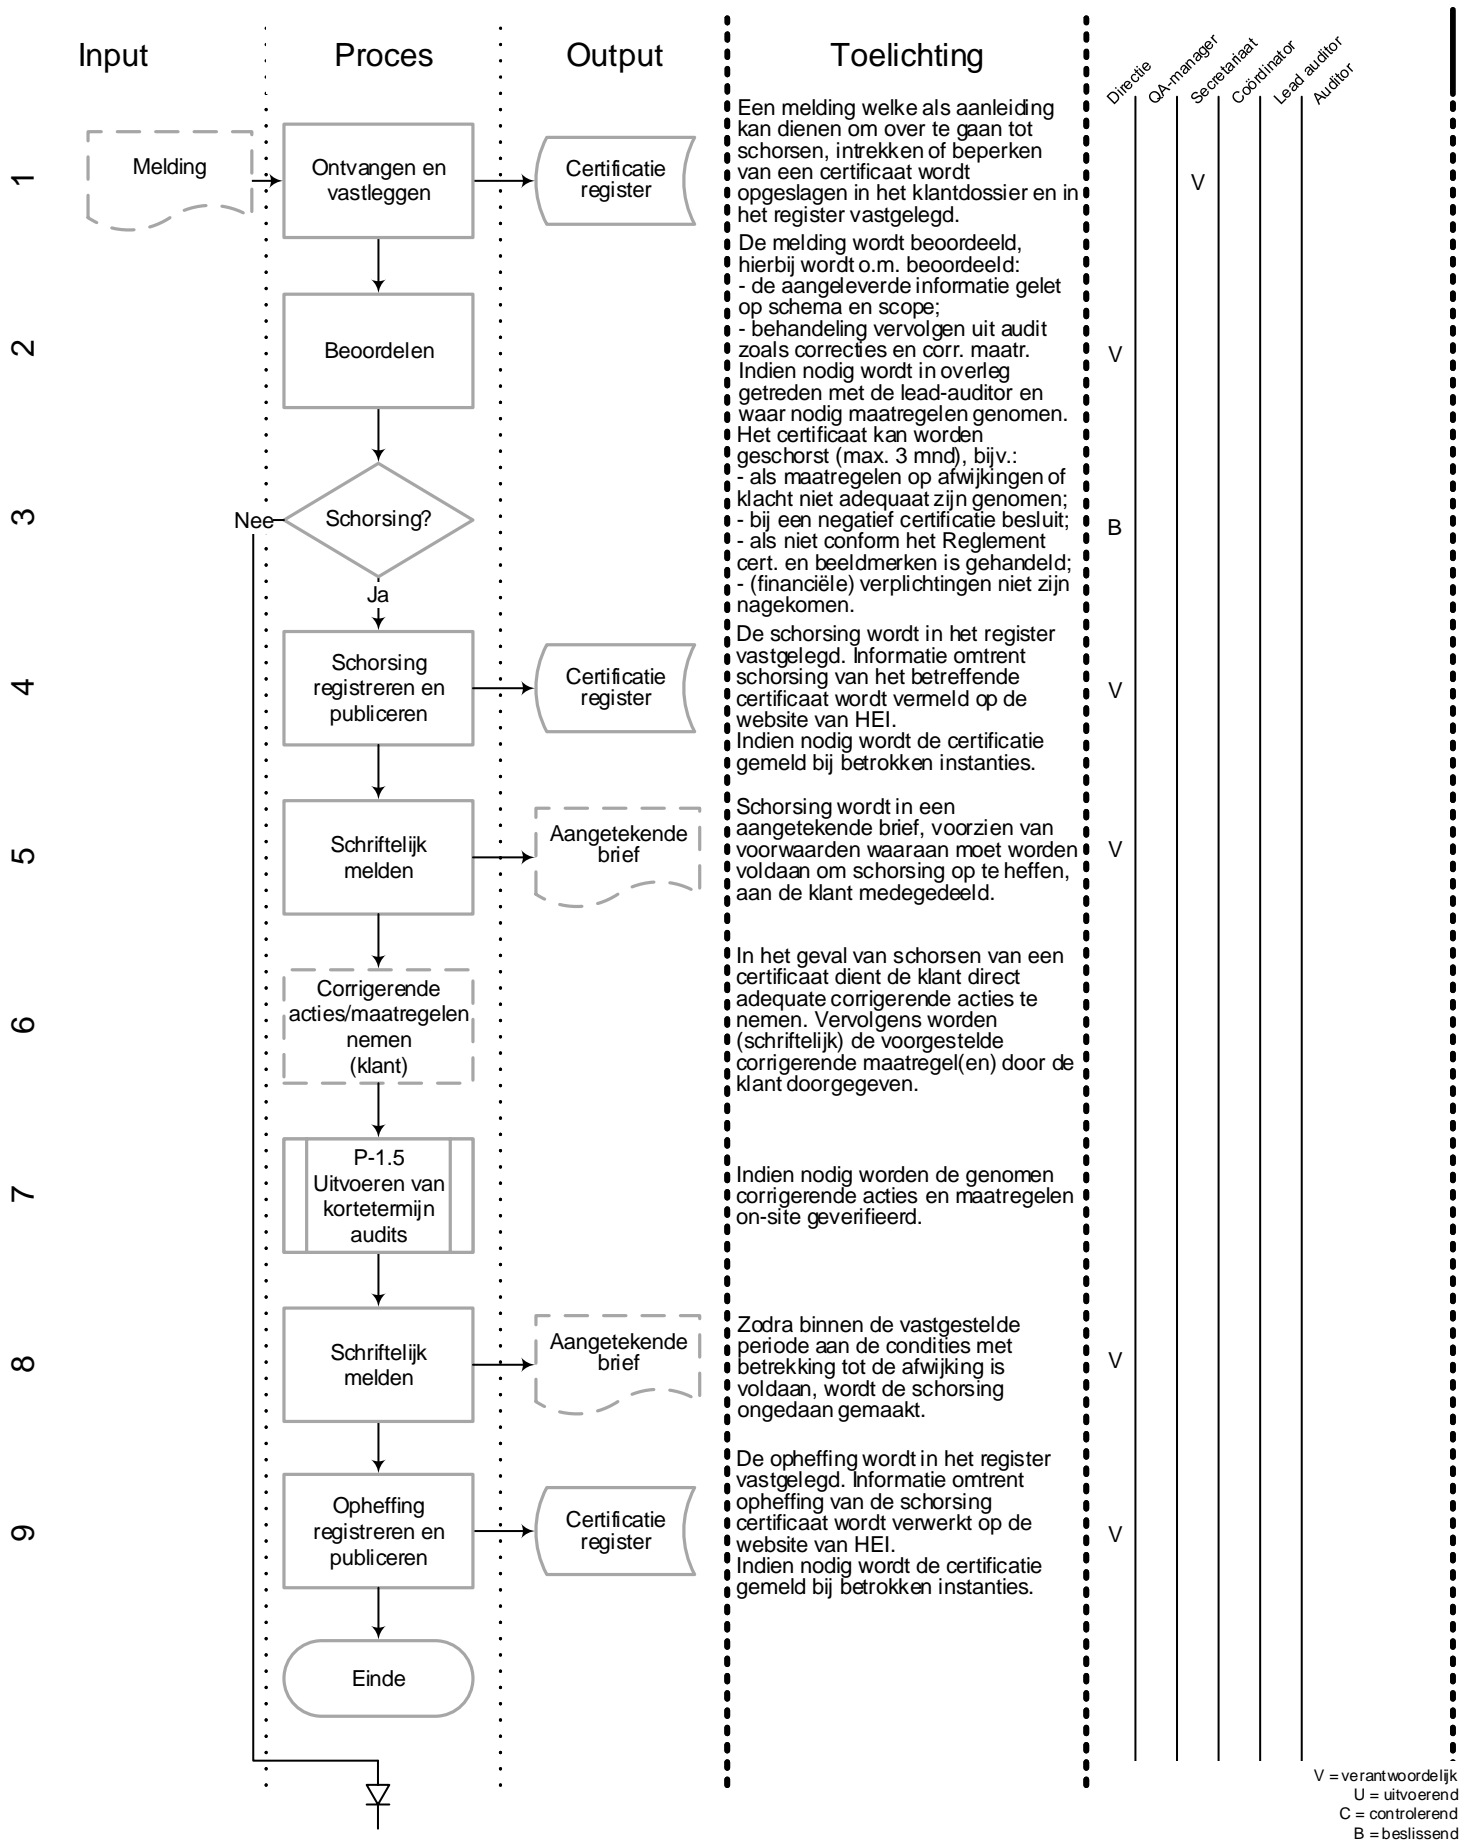 Input
Proces
Output
Toelichting
Directie
QA-manager
Secretariaat
Coördinator
Lead auditor
Auditor
1
Melding
Ontvangen en
vastleggen
Certificatie
register
Een melding welke als aanleiding
kan dienen om over te gaan tot
schorsen, intrekken of beperken
van een certificaat wordt
opgeslagen in het klantdossier en in
het register vastgelegd.
V
2
Beoordelen
De melding wordt beoordeeld,
hierbij wordt o.m. beoordeeld:
- de aangeleverde informatie gelet
op schema en scope;
- behandeling vervolgen uit audit
zoals correcties en corr. maatr.
Indien nodig wordt in overleg
getreden met de lead-auditor en
waar nodig maatregelen genomen.
V
3
Nee
Schorsing?
Ja
Het certificaat kan worden
geschorst (max. 3 mnd), bijv.:
- als maatregelen op afwijkingen of
klacht niet adequaat zijn genomen;
- bij een negatief certificatie besluit;
- als niet conform het Reglement
cert. en beeldmerken is gehandeld;
- (financiële) verplichtingen niet zijn
nagekomen.
B
4
Schorsing
registreren en
publiceren
Certificatie
register
De schorsing wordt in het register
vastgelegd. Informatie omtrent
schorsing van het betreffende
certificaat wordt vermeld op de
website van HEI.
Indien nodig wordt de certificatie
gemeld bij betrokken instanties.
V
5
Schriftelijk
melden
Aangetekende
brief
Schorsing wordt in een
aangetekende brief, voorzien van
voorwaarden waaraan moet worden
voldaan om schorsing op te heffen,
aan de klant medegedeeld.
V
6
Corrigerende
acties/maatregelen
nemen
(klant)
In het geval van schorsen van een
certificaat dient de klant direct
adequate corrigerende acties te
nemen. Vervolgens worden
(schriftelijk) de voorgestelde
corrigerende maatregel(en) door de
klant doorgegeven.
7
P-1.5
Uitvoeren van
kortetermijn
audits
Indien nodig worden de genomen
corrigerende acties en maatregelen
on-site geverifieerd.
8
Schriftelijk
melden
Aangetekende
brief
Zodra binnen de vastgestelde
periode aan de condities met
betrekking tot de afwijking is
voldaan, wordt de schorsing
ongedaan gemaakt.
V
9
Opheffing
registreren en
publiceren
Certificatie
register
De opheffing wordt in het register
vastgelegd. Informatie omtrent
opheffing van de schorsing
certificaat wordt verwerkt op de
website van HEI.
Indien nodig wordt de certificatie
gemeld bij betrokken instanties.
V
Einde
V = verantwoordelijk
U = uitvoerend
C = controlerend
B = beslissend